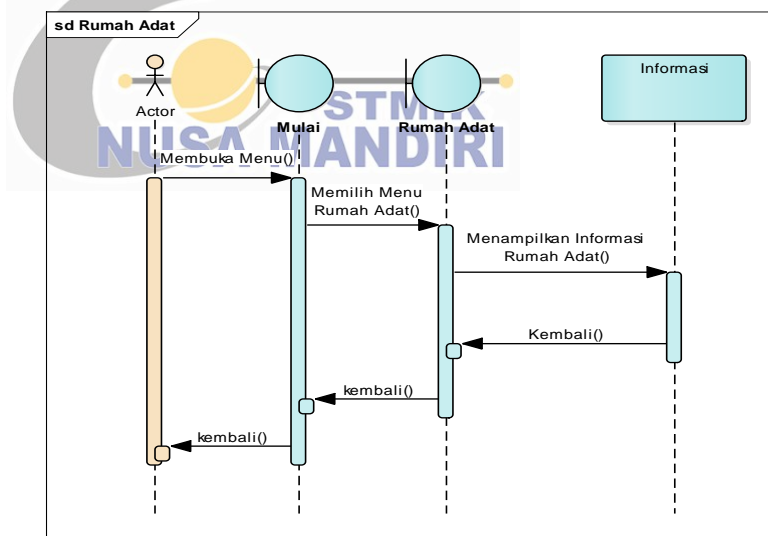 sd Rumah Adat
Informasi
Actor
STMIK
Mulai
Rumah Adat
NUSA MANDIRI
Membuka Menu()
Memilih Menu
Rumah Adat()
Menampilkan Informasi
Rumah Adat()
Kembali()
kembali()
kembali()